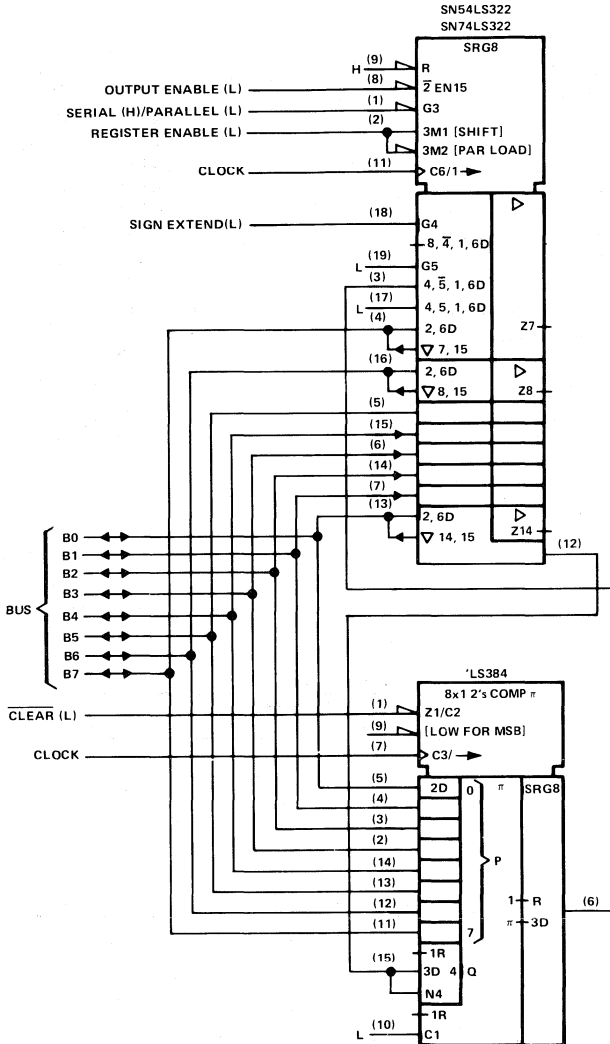 SN54LS322
SN74LS322
SRG8
H (9) R
OUTPUT ENABLE (L) (8) 2̅ EN15
SERIAL (H)/PARALLEL (L) (1) G3
REGISTER ENABLE (L) (2) 3M1 [SHIFT]
3M2 [PAR LOAD]
CLOCK (11) C6/1
SIGN EXTEND(L) (18) G4
8, 4̅, 1, 6D
L (19) G5
(3) 4, 5̅, 1, 6D
L (17) 4, 5, 1, 6D
(4) 2, 6D Z7
▽ 7, 15
(16) 2, 6D
▽ 8, 15 Z8
(5)
(15)
(6)
(14)
(7)
(13) 2, 6D
▽ 14, 15 Z14
(12)
BUS
B0
B1
B2
B3
B4
B5
B6
B7
'LS384
8x1 2's COMP π
C̅L̅E̅A̅R̅ (L) (1) Z1/C2
(9) [LOW FOR MSB]
CLOCK (7) C3/
(5) 2D 0 π SRG8
(4)
(3)
(2)
(14) P
(13)
(12) 1 R (6)
(11) 7 π 3D
1R
(15) 3D 4 Q
N4
1R
L (10) C1